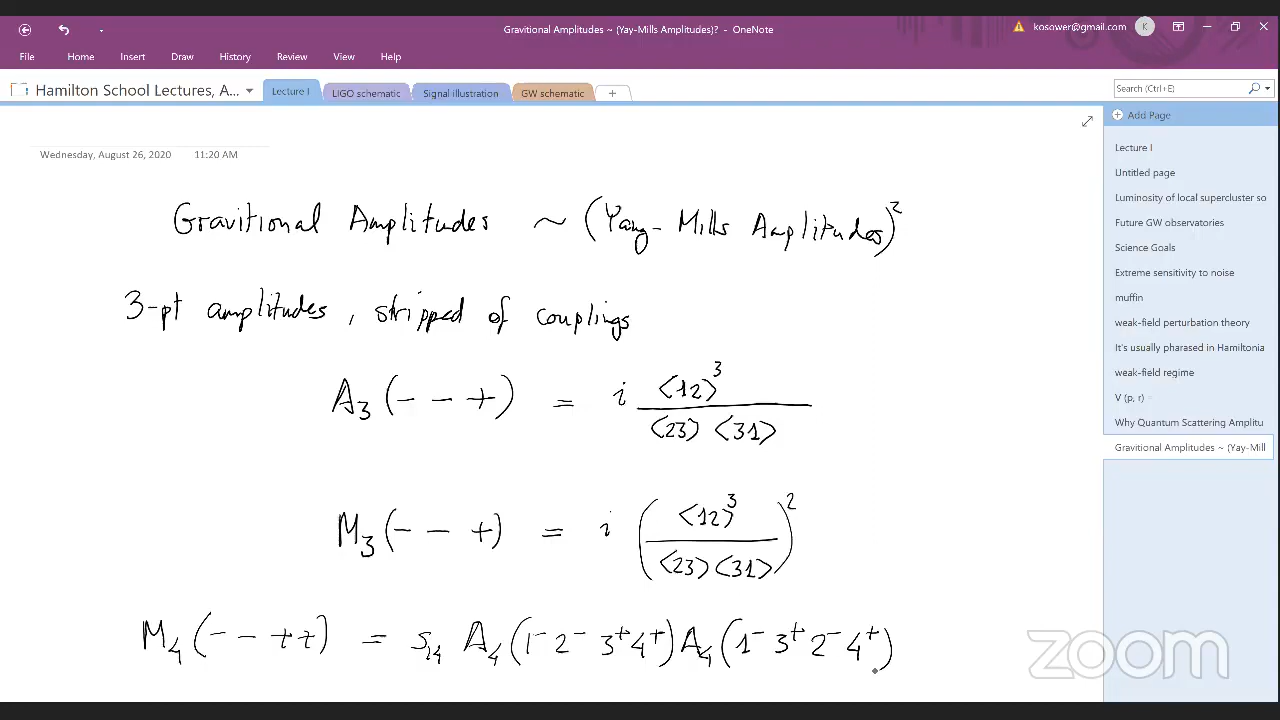 Gravitional Amplitudes ~ (Yay-Mills Amplitudes)? - OneNote
kosower@gmail.com
K
File Home Insert Draw History Review View Help
Hamilton School Lectures, A...
Lecture I
LIGO schematic
Signal illustration
GW schematic
+
Search (Ctrl+E)
Add Page
Wednesday, August 26, 2020 11:20 AM
Lecture I
Untitled page
Luminosity of local supercluster so
Future GW observatories
Science Goals
Extreme sensitivity to noise
muffin
weak-field perturbation theory
It's usually pharased in Hamiltonia
weak-field regime
V (p, r)
Why Quantum Scattering Amplitu
Gravitional Amplitudes ~ (Yay-Mill
Gravitional Amplitudes ~ (Yang-Mills Amplitudes)²
3-pt amplitudes, stripped of couplings
A₃(- - +) = i ⟨12⟩³ / ⟨23⟩⟨31⟩
M₃(- - +) = i (⟨12⟩³ / ⟨23⟩⟨31⟩)²
M₄(- - + +) = s₁₄ A₄(1⁻ 2⁻ 3⁺ 4⁺) A₄(1⁻ 3⁺ 2⁻ 4⁺)
zoom